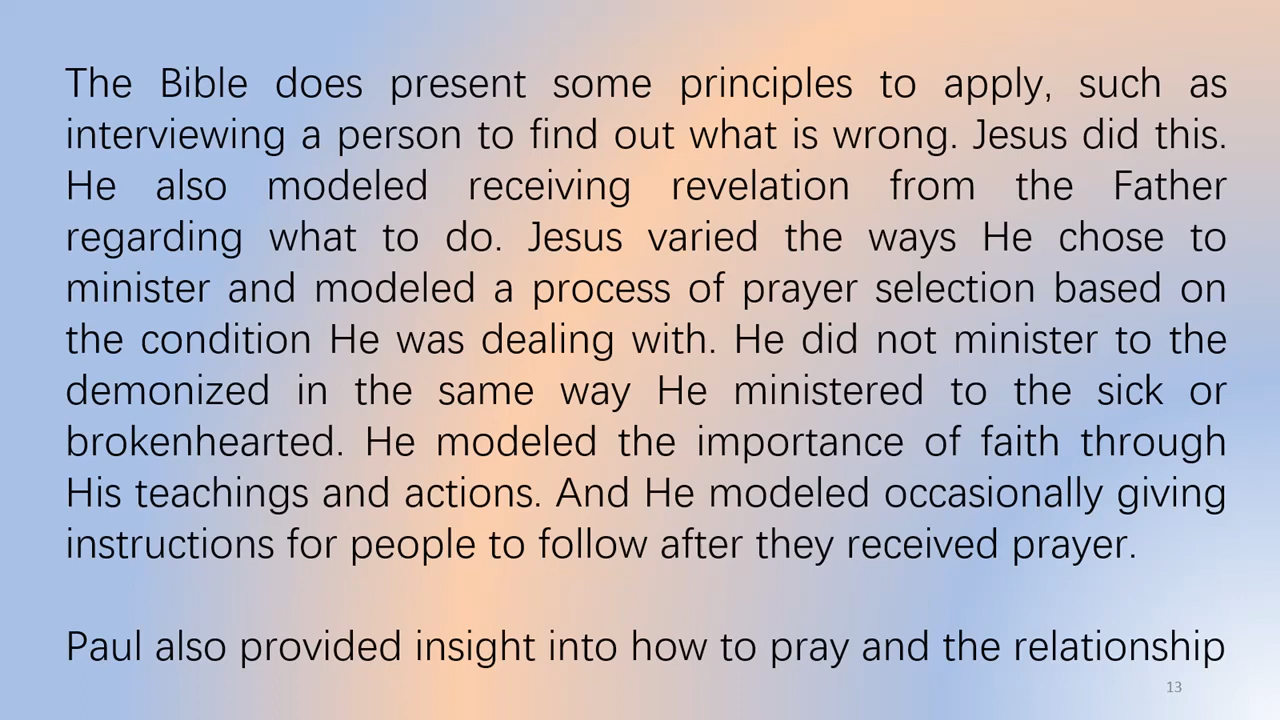 The Bible does present some principles to apply, such as
interviewing a person to find out what is wrong. Jesus did this.
He also modeled receiving revelation from the Father
regarding what to do. Jesus varied the ways He chose to
minister and modeled a process of prayer selection based on
the condition He was dealing with. He did not minister to the
demonized in the same way He ministered to the sick or
brokenhearted. He modeled the importance of faith through
His teachings and actions. And He modeled occasionally giving
instructions for people to follow after they received prayer.
Paul also provided insight into how to pray and the relationship
13